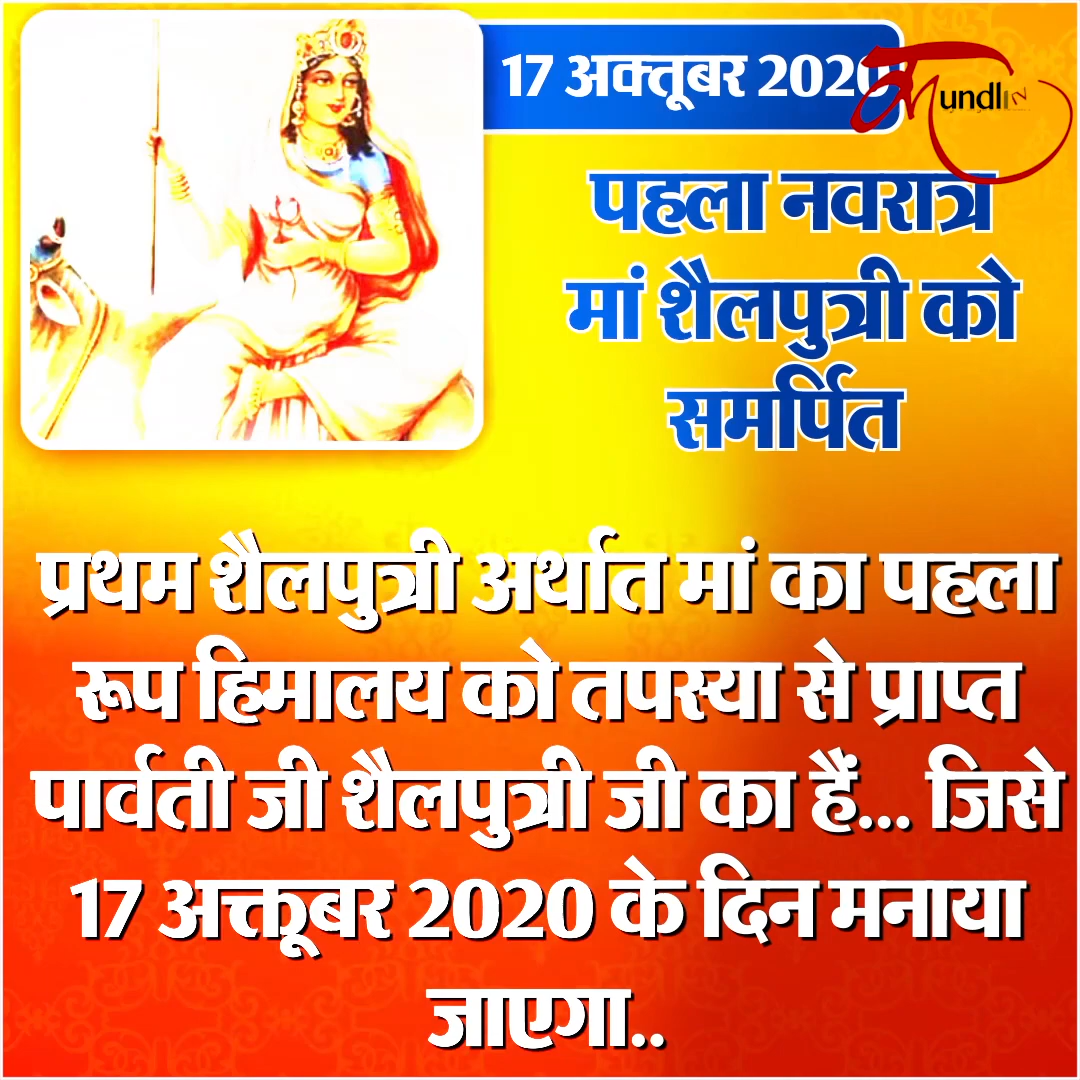 17 अक्तूबर 2020
undl
पहला नवरात्र
मां शैलपुत्री को
समर्पित
प्रथम शैलपुत्री अर्थात मां का पहला
रूप हिमालय को तपस्या से प्राप्त
पार्वती जी शैलपुत्री जी का हैं... जिसे
17 अक्तूबर 2020 के दिन मनाया
जाएगा..